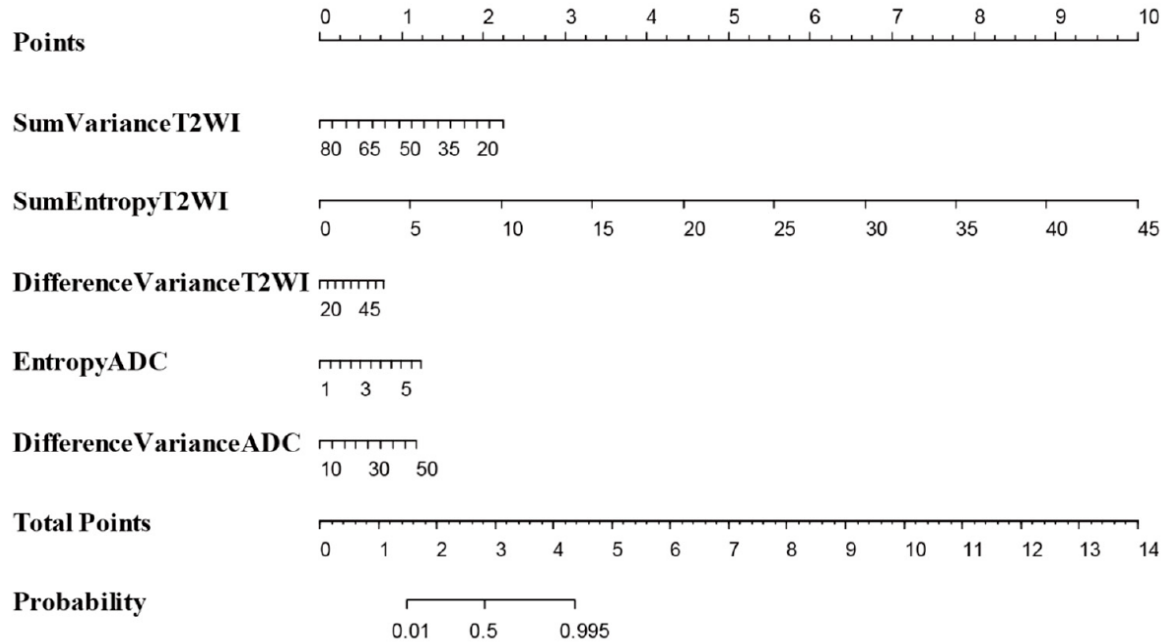 0 1 2 3 4 5 6 7 8 9 10
Points
SumVarianceT2WI
80 65 50 35 20
SumEntropyT2WI
0 5 10 15 20 25 30 35 40 45
DifferenceVarianceT2WI
20 45
EntropyADC
1 3 5
DifferenceVarianceADC
10 30 50
Total Points
0 1 2 3 4 5 6 7 8 9 10 11 12 13 14
Probability
0.01 0.5 0.995